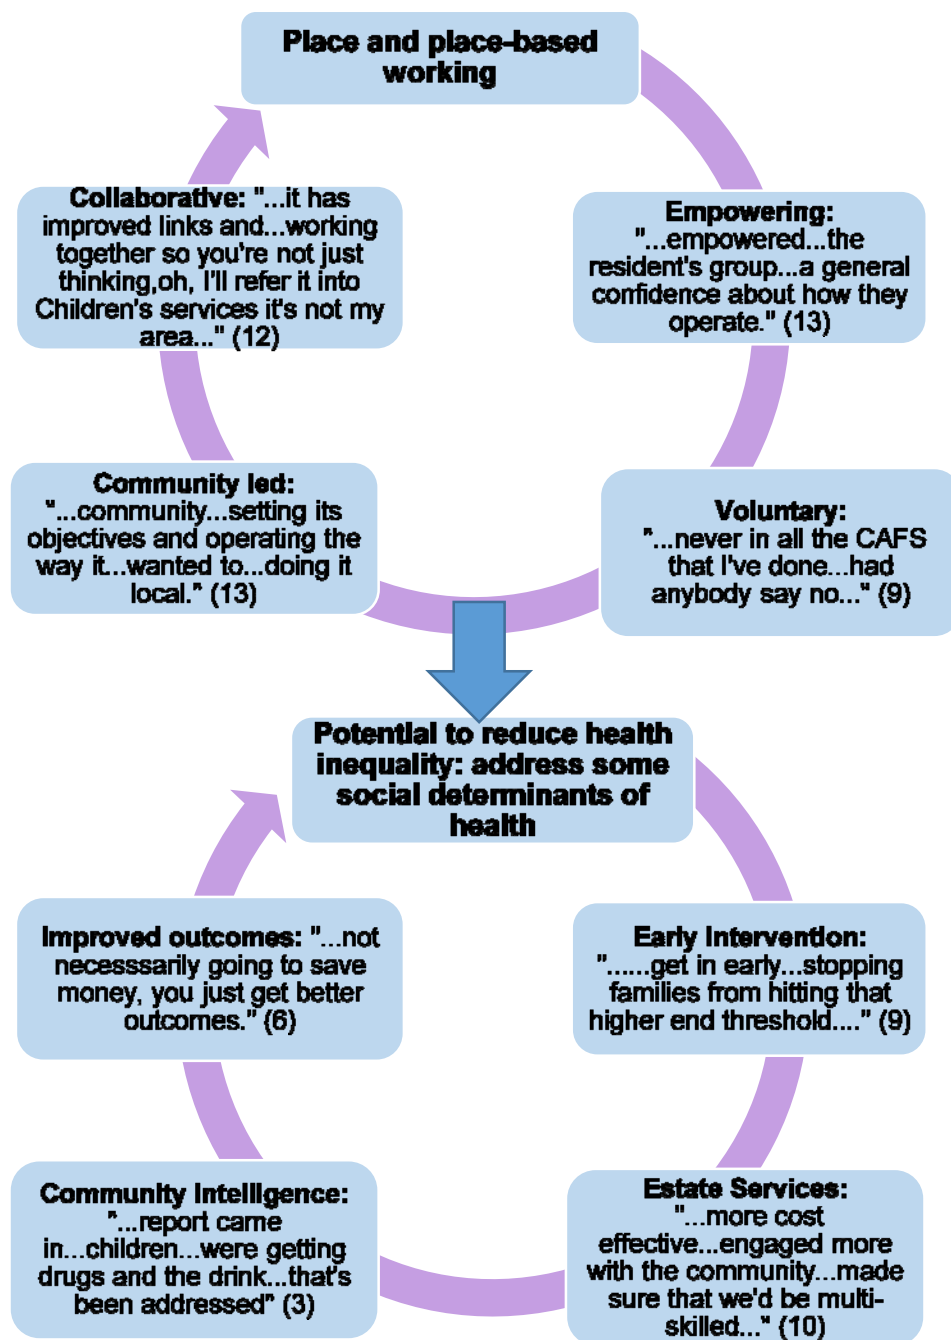 Place and place-based
working
Collaborative: "...it has
improved links and...working
together so you're not just
thinking,oh, I'll refer it into
Children's services it's not my
area..." (12)
Empowering:
"...empowered...the
resident's group...a general
confidence about how they
operate." (13)
Community led:
"...community...setting its
objectives and operating the
way it...wanted to...doing it
local." (13)
Voluntary:
"...never in all the CAFS
that I've done...had
anybody say no..." (9)
Potential to reduce health
inequality: address some
social determinants of
health
Improved outcomes: "...not
necesssarily going to save
money, you just get better
outcomes." (6)
Early Intervention:
"......get in early...stopping
families from hitting that
higher end threshold...." (9)
Community Intelligence:
"...report came
in...children...were getting
drugs and the drink...that's
been addressed" (3)
Estate Services:
"...more cost
effective...engaged more
with the community...made
sure that we'd be multi-
skilled..." (10)